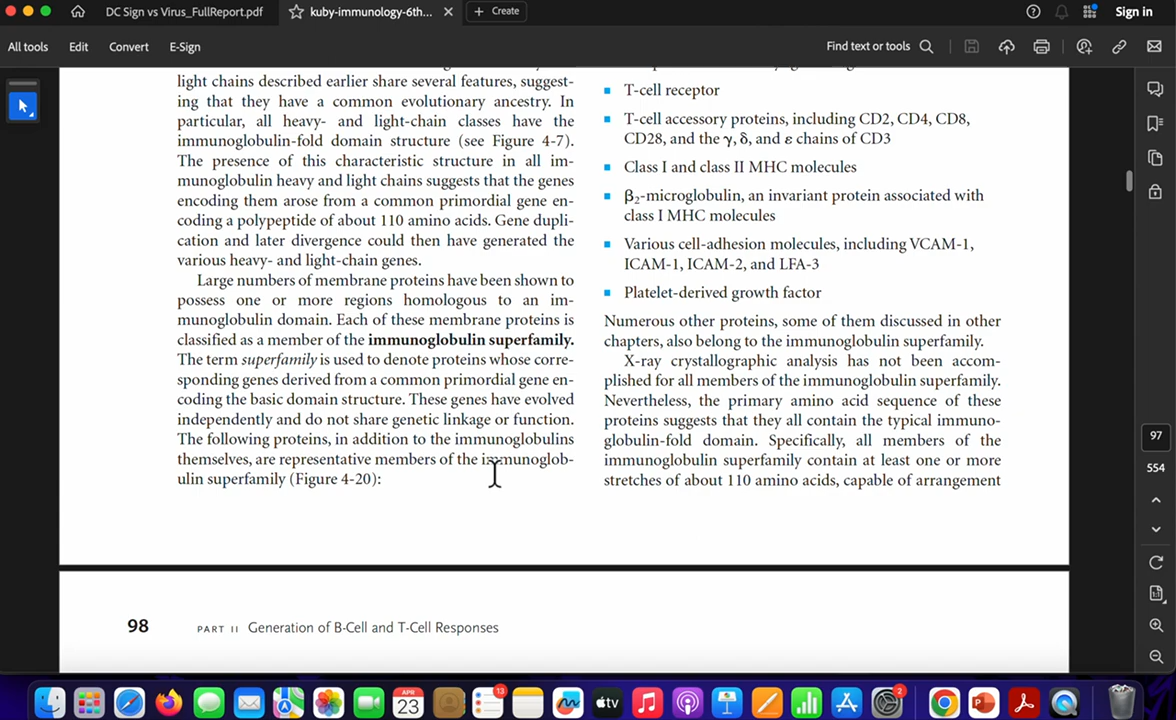 DC Sign vs Virus_FullReport.pdf
kuby-immunology-6th...
Create
Sign in
All tools
Edit
Convert
E-Sign
Find text or tools
light chains described earlier share several features, suggest-
ing that they have a common evolutionary ancestry. In
particular, all heavy- and light-chain classes have the
immunoglobulin-fold domain structure (see Figure 4-7).
The presence of this characteristic structure in all im-
munoglobulin heavy and light chains suggests that the genes
encoding them arose from a common primordial gene en-
coding a polypeptide of about 110 amino acids. Gene dupli-
cation and later divergence could then have generated the
various heavy- and light-chain genes.
Large numbers of membrane proteins have been shown to
possess one or more regions homologous to an im-
munoglobulin domain. Each of these membrane proteins is
classified as a member of the immunoglobulin superfamily.
The term superfamily is used to denote proteins whose corre-
sponding genes derived from a common primordial gene en-
coding the basic domain structure. These genes have evolved
independently and do not share genetic linkage or function.
The following proteins, in addition to the immunoglobulins
themselves, are representative members of the immunoglob-
ulin superfamily (Figure 4-20):
T-cell receptor
T-cell accessory proteins, including CD2, CD4, CD8,
CD28, and the γ, δ, and ε chains of CD3
Class I and class II MHC molecules
β2-microglobulin, an invariant protein associated with
class I MHC molecules
Various cell-adhesion molecules, including VCAM-1,
ICAM-1, ICAM-2, and LFA-3
Platelet-derived growth factor
Numerous other proteins, some of them discussed in other
chapters, also belong to the immunoglobulin superfamily.
X-ray crystallographic analysis has not been accom-
plished for all members of the immunoglobulin superfamily.
Nevertheless, the primary amino acid sequence of these
proteins suggests that they all contain the typical immuno-
globulin-fold domain. Specifically, all members of the
immunoglobulin superfamily contain at least one or more
stretches of about 110 amino acids, capable of arrangement
97
554
98
PART II Generation of B-Cell and T-Cell Responses
APR
23
13
tv
2